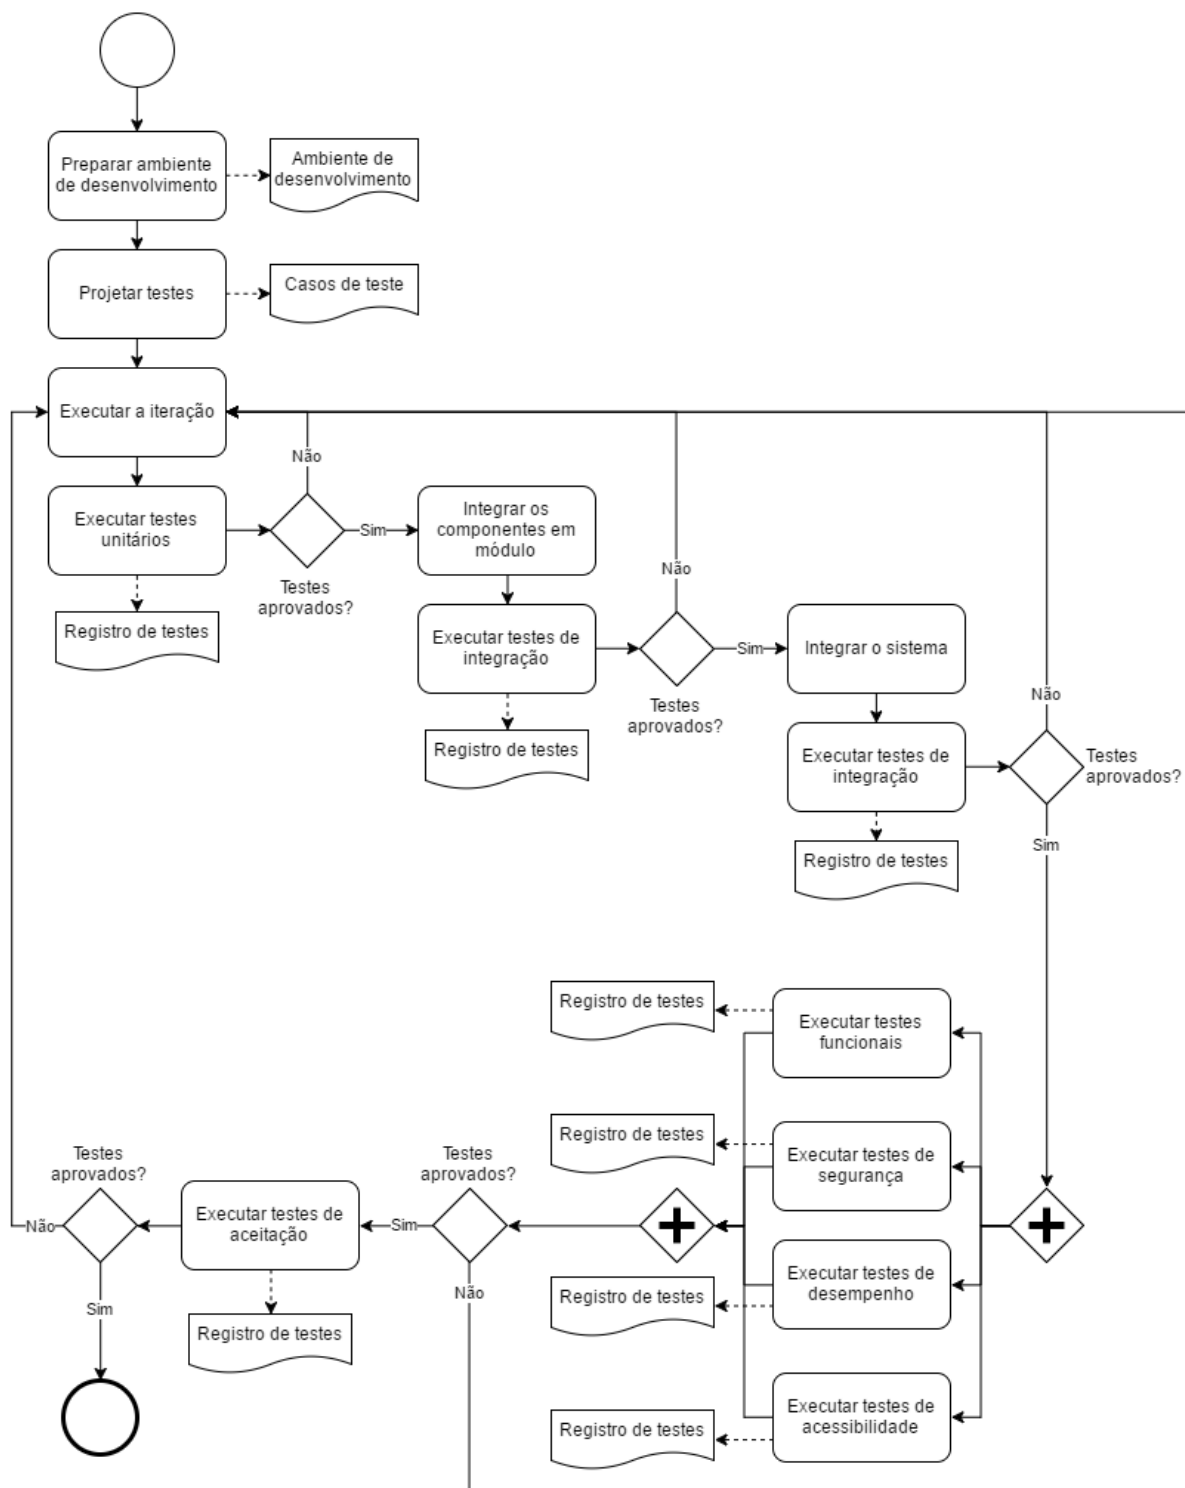 Preparar ambiente
de desenvolvimento
Ambiente de
desenvolvimento
Projetar testes
Casos de teste
Executar a iteração
Não
Executar testes
unitários
Sim
Testes
aprovados?
Registro de testes
Integrar os
componentes em
módulo
Não
Executar testes de
integração
Sim
Testes
aprovados?
Registro de testes
Integrar o sistema
Não
Executar testes de
integração
Testes
aprovados?
Sim
Registro de testes
Registro de testes
Executar testes
funcionais
Registro de testes
Executar testes de
segurança
Registro de testes
Executar testes de
desempenho
Registro de testes
Executar testes de
acessibilidade
Testes
aprovados?
Sim
Não
Executar testes de
aceitação
Registro de testes
Testes
aprovados?
Não
Sim